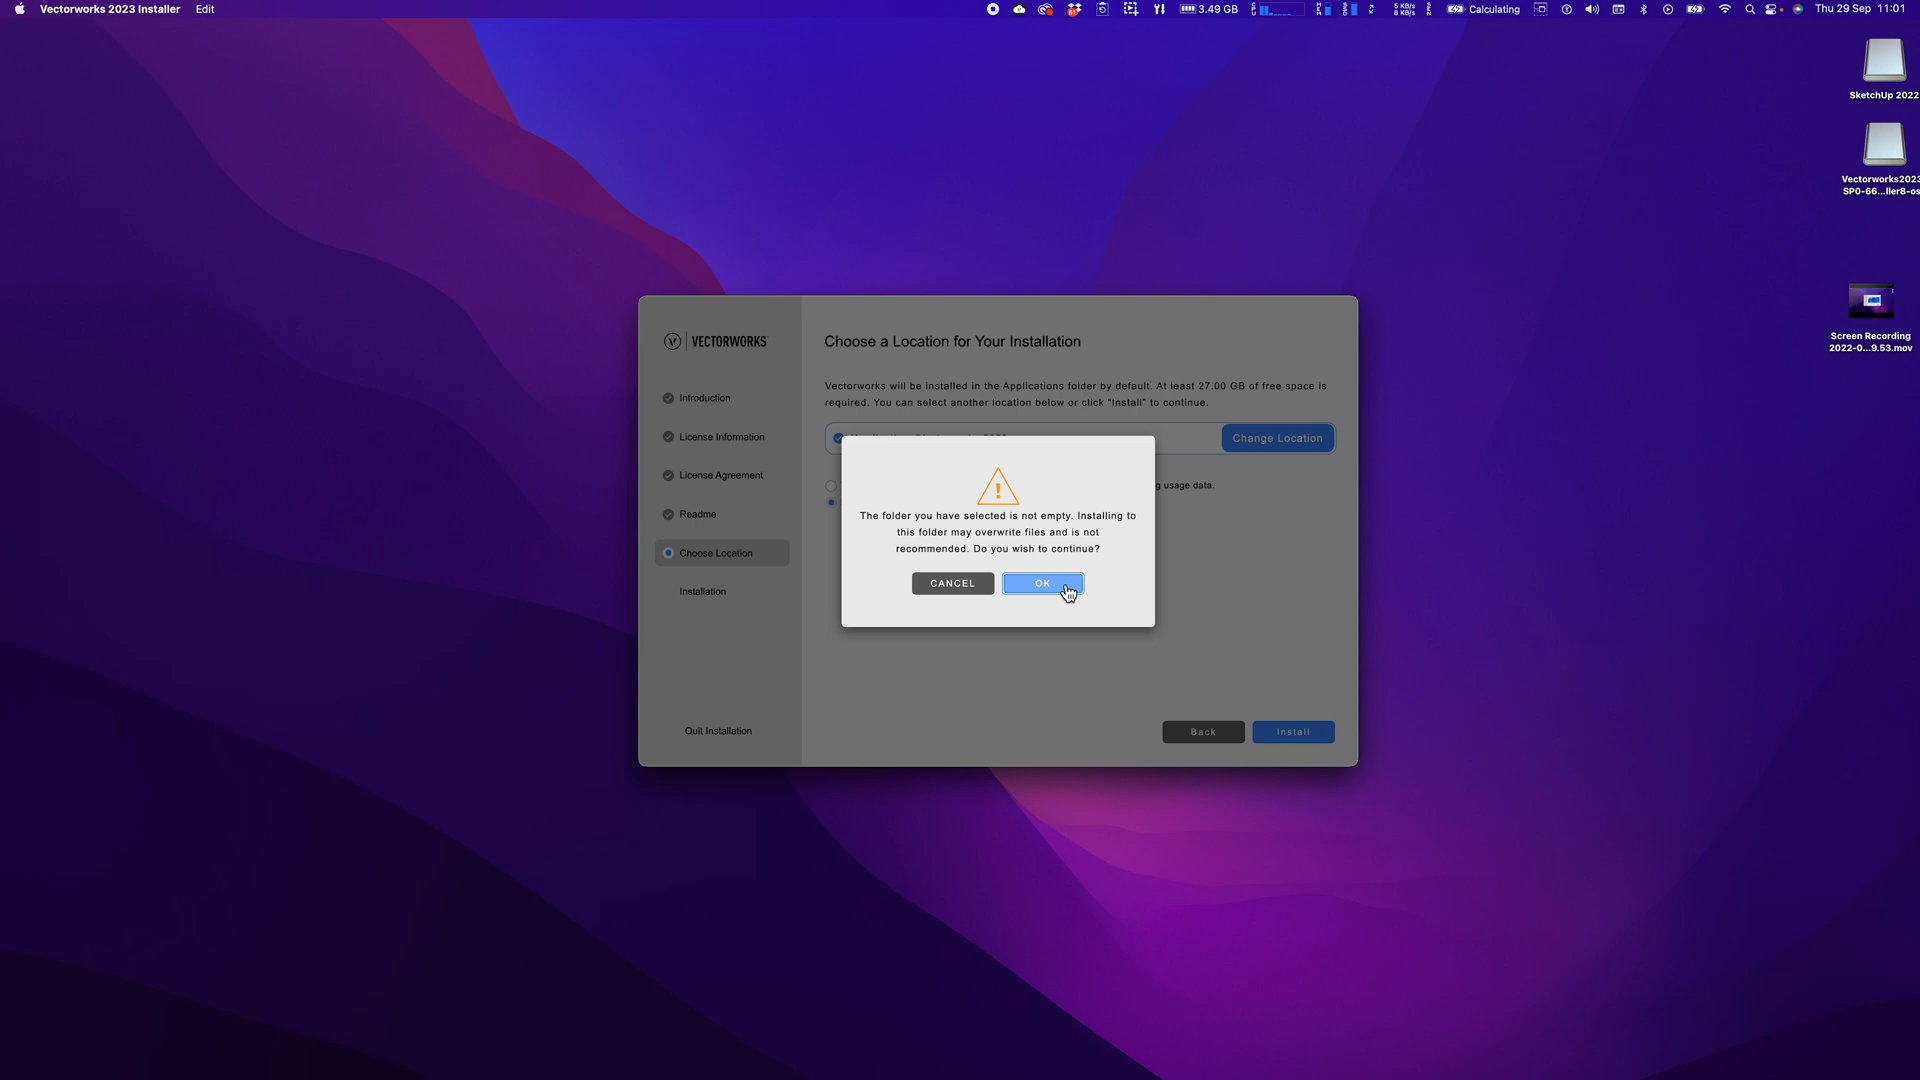 Vectorworks 2023 Installer Edit 3.49 GB 5 KB/s 8 KB/s Calculating Thu 29 Sep 11:01
SketchUp 2022
Vectorworks2023
SP0-66...ller8-os
Screen Recording
2022-0...9.53.mov
VECTORWORKS
Introduction
License Information
License Agreement
Readme
Choose Location
Installation
Quit Installation
Choose a Location for Your Installation
Vectorworks will be installed in the Applications folder by default. At least 27.00 GB of free space is
required. You can select another location below or click "Install" to continue.
Change Location
g usage data.
The folder you have selected is not empty. Installing to
this folder may overwrite files and is not
recommended. Do you wish to continue?
CANCEL OK
Back Install